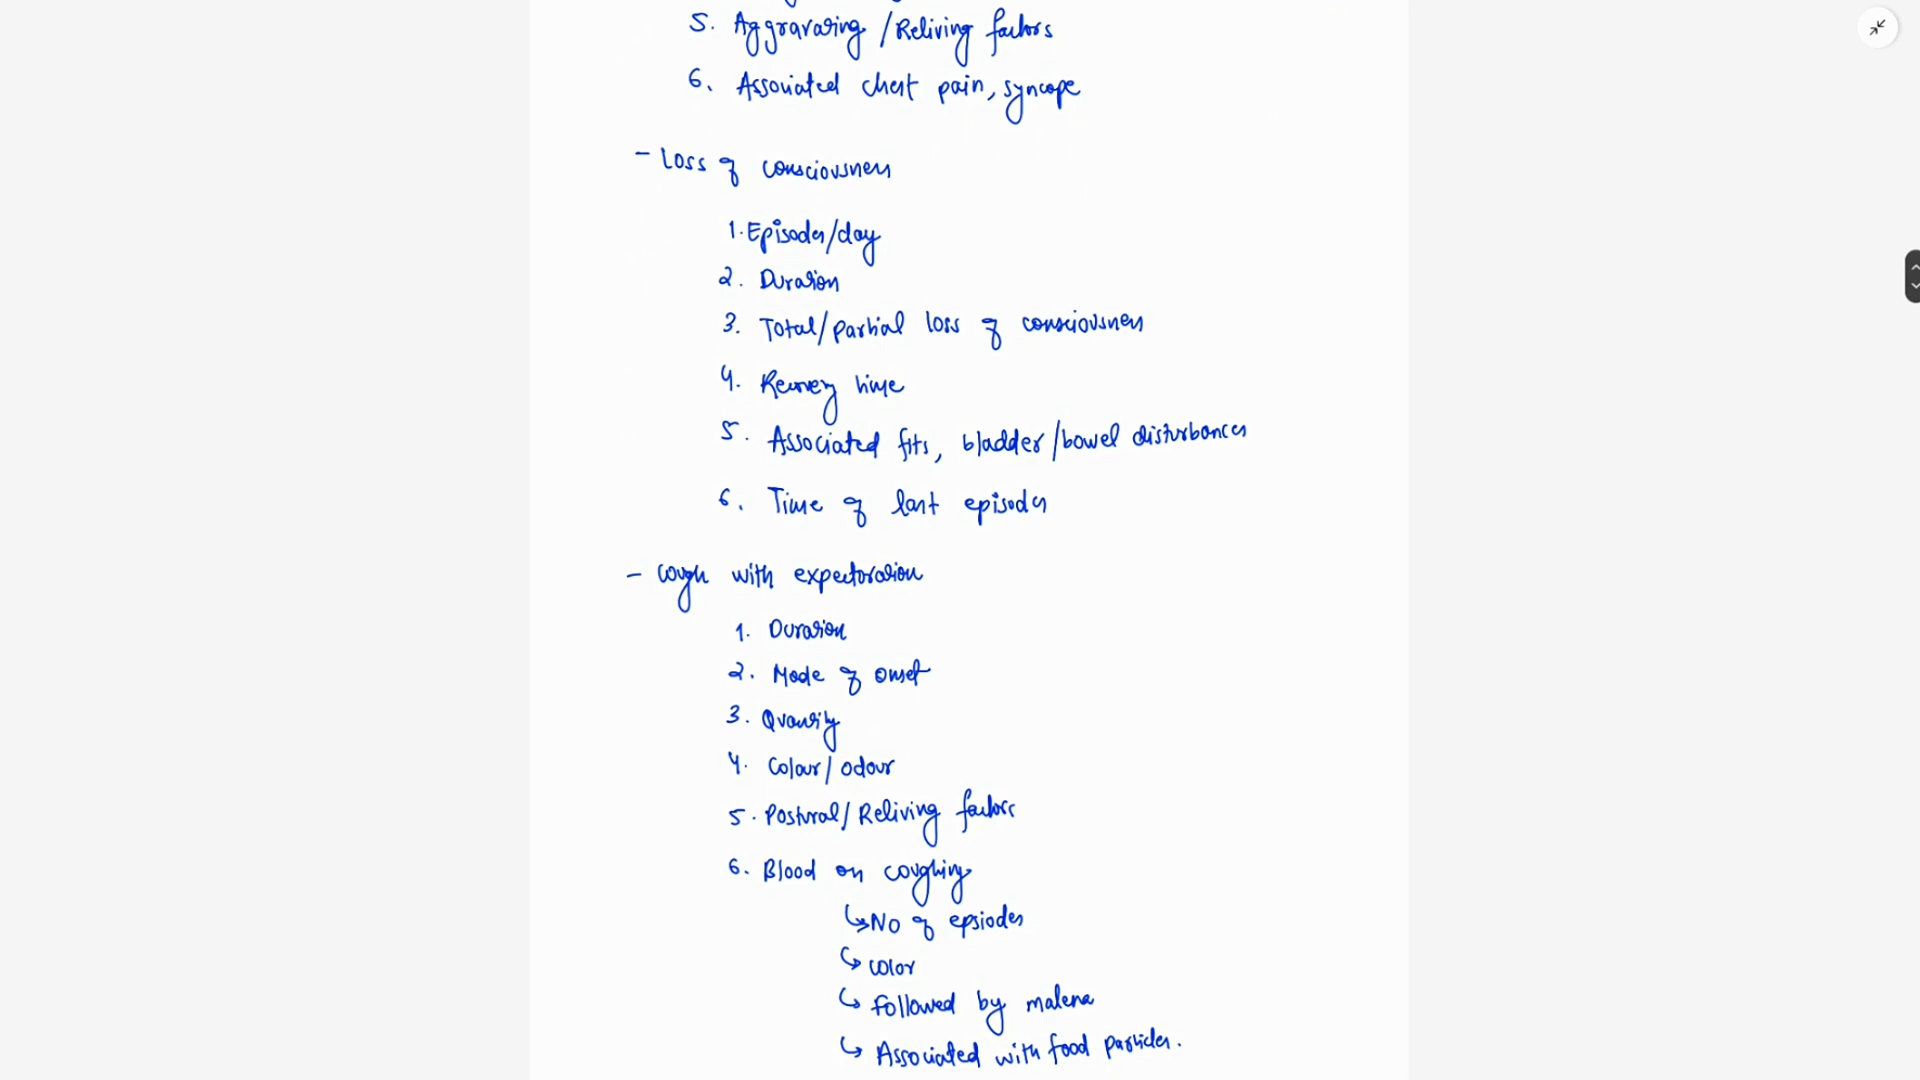 5. Aggravating /Reliving factors
6. Associated chest pain, syncope
- Loss of consciousness
1. Episodes/day
2. Duration
3. Total/partial loss of consciousness
4. Recovery time
5. Associated fits, bladder/bowel disturbances
6. Time of last episodes
- Cough with expectoration
1. Duration
2. Mode of onset
3. Quantity
4. Colour/odour
5. Postural/Reliving factors
6. Blood on coughing
↳ No of epsiodes
↳ color
↳ Followed by malena
↳ Associated with food particles.